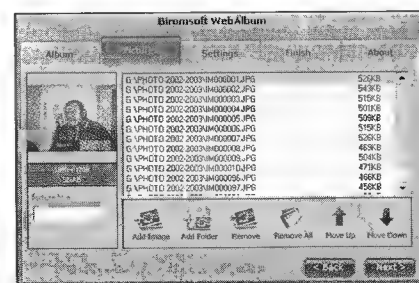 Biromsoft WebAlbum
Album Settings Finish About
G:\PHOTO 2002-2003\IM000001.JPG 526KB
G:\PHOTO 2002-2003\IM000002.JPG 543KB
G:\PHOTO 2002-2003\IM000003.JPG 515KB
G:\PHOTO 2002-2003\IM000004.JPG 501KB
G:\PHOTO 2002-2003\IM000005.JPG 509KB
G:\PHOTO 2002-2003\IM000006.JPG 515KB
G:\PHOTO 2002-2003\IM000007.JPG 526KB
G:\PHOTO 2002-2003\IM000008.JPG 469KB
G:\PHOTO 2002-2003\IM000009.JPG 504KB
G:\PHOTO 2002-2003\IM000010.JPG 471KB
G:\PHOTO 2002-2003\IM000096.JPG 466KB
G:\PHOTO 2002-2003\IM000097.JPG 458KB
Add Image Add Folder Remove Remove All Move Up Move Down
< Back Next >